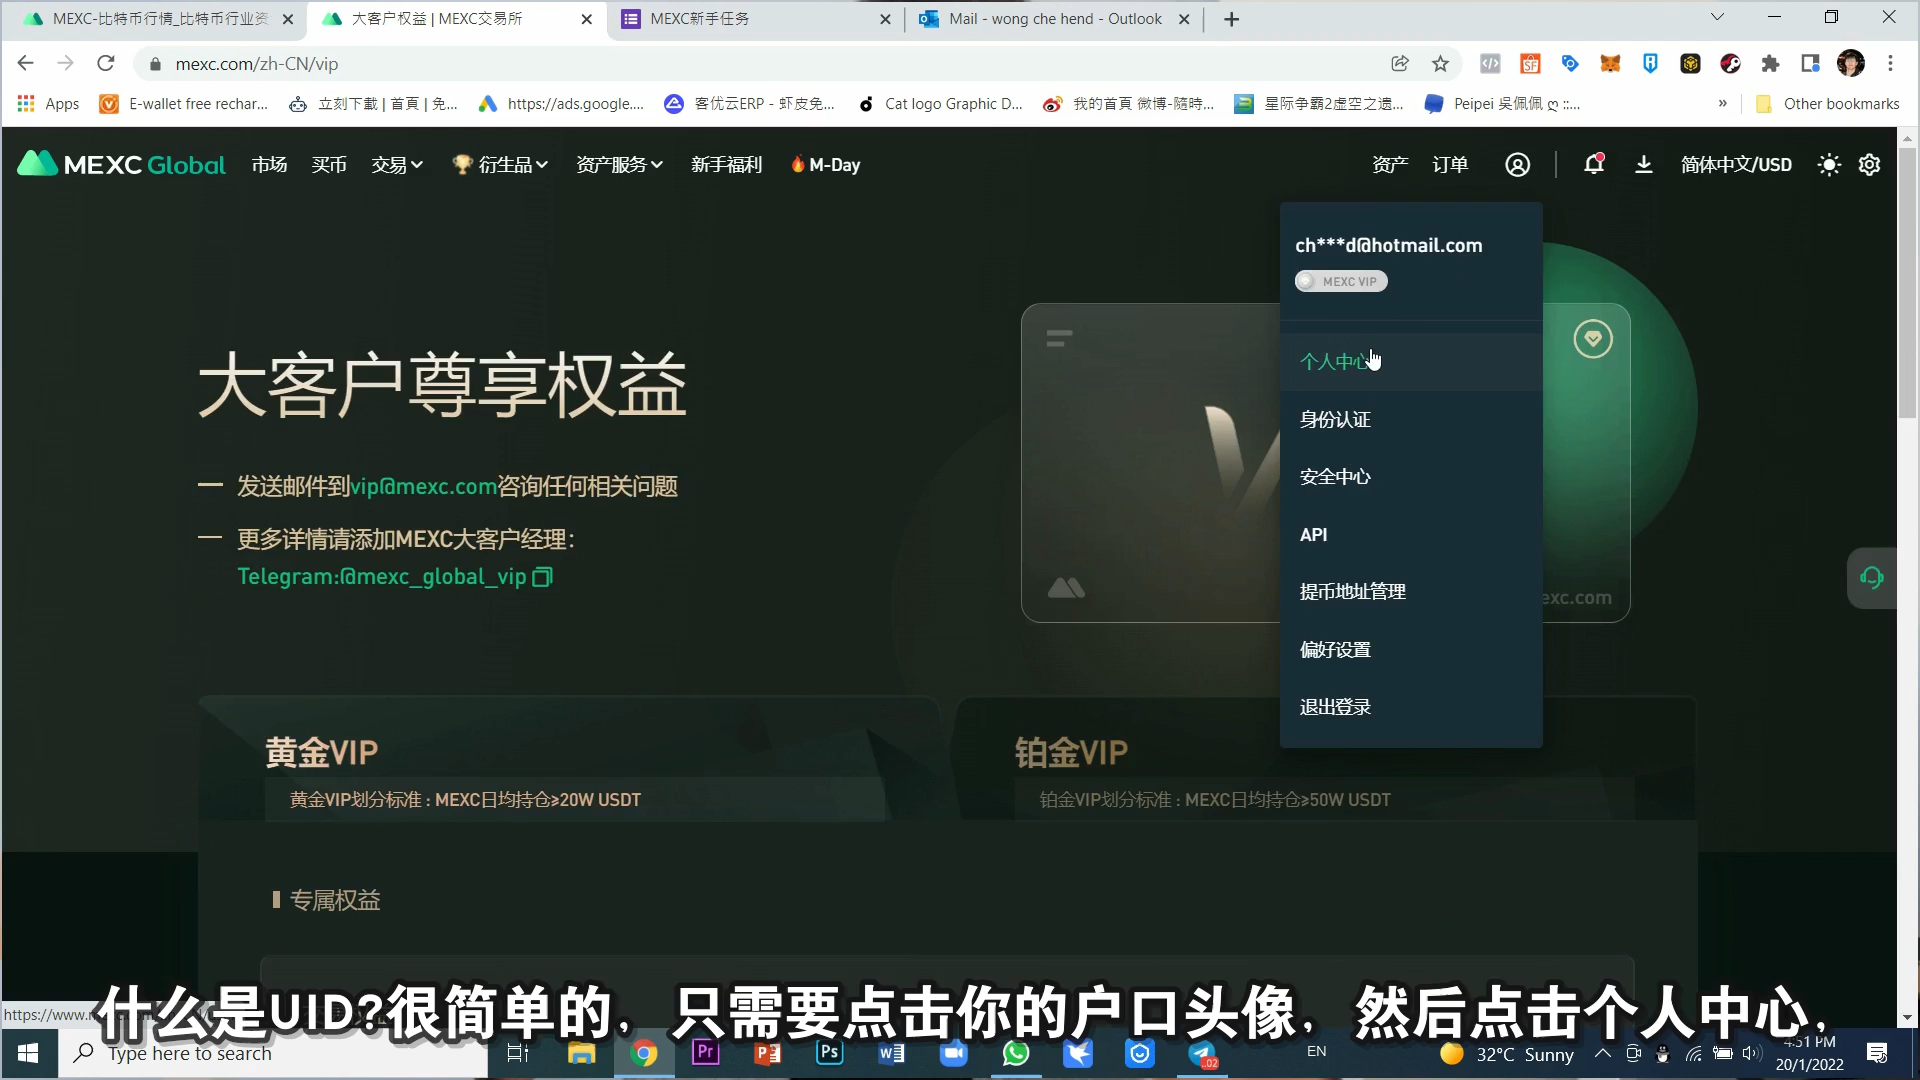 MEXC-比特币行情_比特币行业资
大客户权益 | MEXC交易所
MEXC新手任务
Mail - wong che hend - Outlook
mexc.com/zh-CN/vip
Apps
E-wallet free rechar...
立刻下載 | 首頁 | 免...
https://ads.google....
客优云ERP - 虾皮免...
Cat logo Graphic D...
我的首頁 微博-隨時...
星际争霸2虚空之遗...
Peipei 吳佩佩 ღ ::...
»
Other bookmarks
MEXC Global
市场
买币
交易
衍生品
资产服务
新手福利
M-Day
资产
订单
简体中文/USD
ch***d@hotmail.com
MEXC VIP
个人中心
身份认证
安全中心
API
提币地址管理
偏好设置
退出登录
大客户尊享权益
发送邮件到vip@mexc.com咨询任何相关问题
更多详情请添加MEXC大客户经理：
Telegram:@mexc_global_vip
exc.com
黄金VIP
黄金VIP划分标准 : MEXC日均持仓≥20W USDT
铂金VIP
铂金VIP划分标准 : MEXC日均持仓≥50W USDT
专属权益
什么是UID?很简单的，只需要点击你的户口头像，然后点击个人中心，
https://www.m
Type here to search
Pr
P
Ps
W
02
EN
32°C Sunny
4:51 PM
20/1/2022